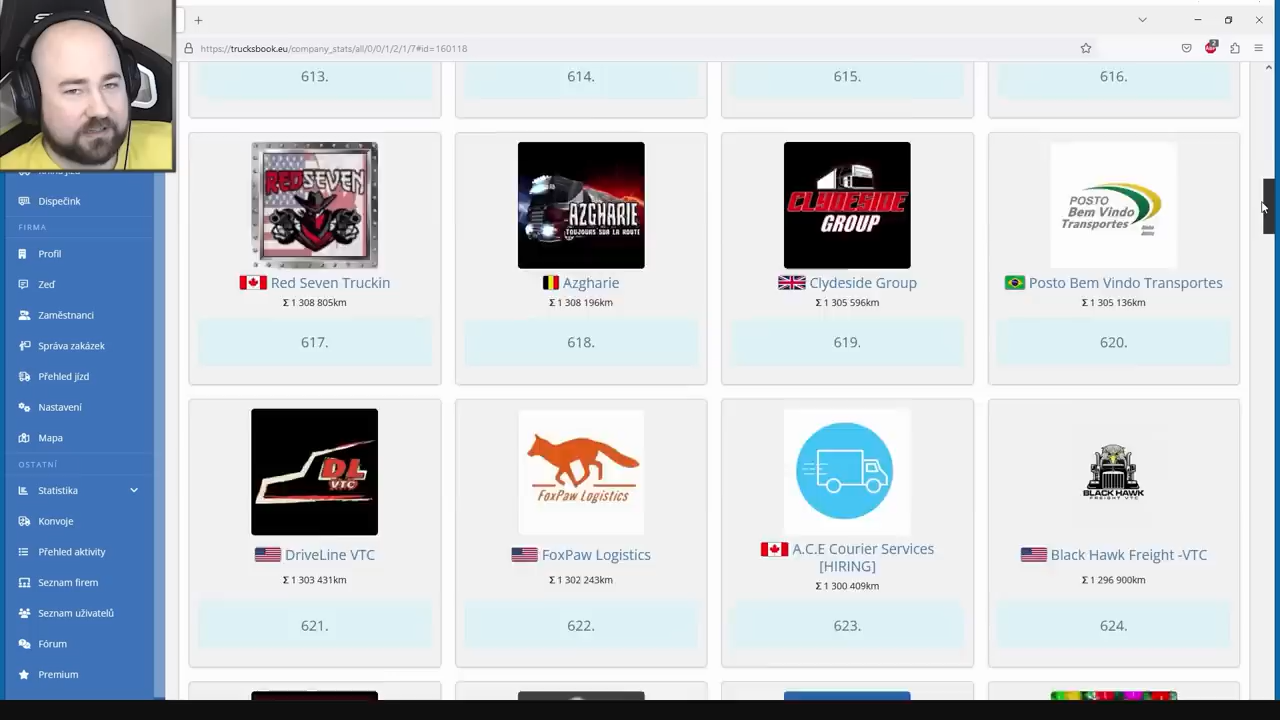 https://trucksbook.eu/company_stats/all/0/0/1/2/1/7#id=160118
2
613.
614.
615.
616.
Dispečink
FIRMA
Profil
Zeď
Zaměstnanci
Správa zakázek
Přehled jízd
Nastavení
Mapa
OSTATNÍ
Statistika
Konvoje
Přehled aktivity
Seznam firem
Seznam uživatelů
Fórum
Premium
REDSEVEN
Red Seven Truckin
Σ 1 308 805km
617.
AZGHARIE
TOUJOURS SUR LA ROUTE
Azgharie
Σ 1 308 196km
618.
CLYDESIDE
GROUP
Clydeside Group
Σ 1 305 596km
619.
POSTO
Bem Vindo
Transportes
Posto Bem Vindo Transportes
Σ 1 305 136km
620.
DL
VTC
DriveLine VTC
Σ 1 303 431km
621.
FoxPaw Logistics
FoxPaw Logistics
Σ 1 302 243km
622.
A.C.E Courier Services
[HIRING]
Σ 1 300 409km
623.
BLACK HAWK
FREIGHT VTC
Black Hawk Freight -VTC
Σ 1 296 900km
624.